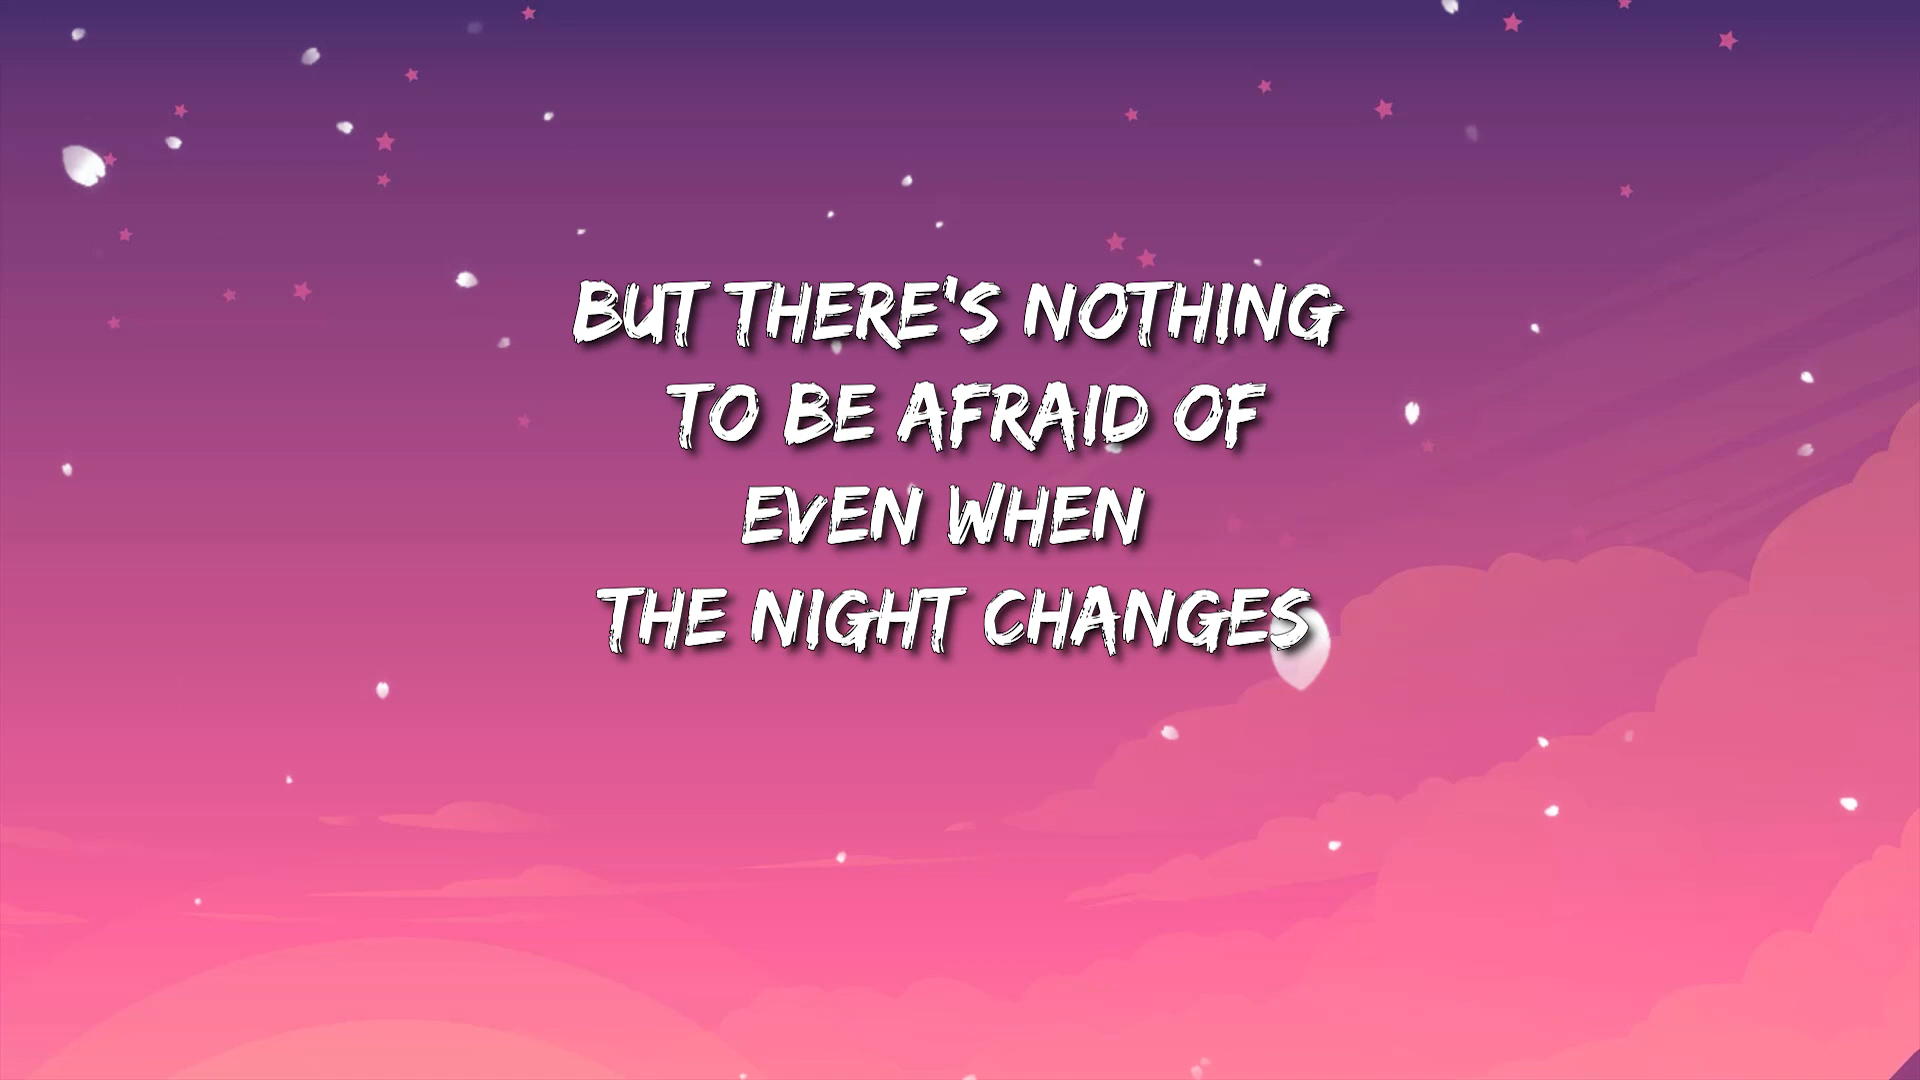 BUT THERE'S NOTHING
TO BE AFRAID OF
EVEN WHEN
THE NIGHT CHANGES